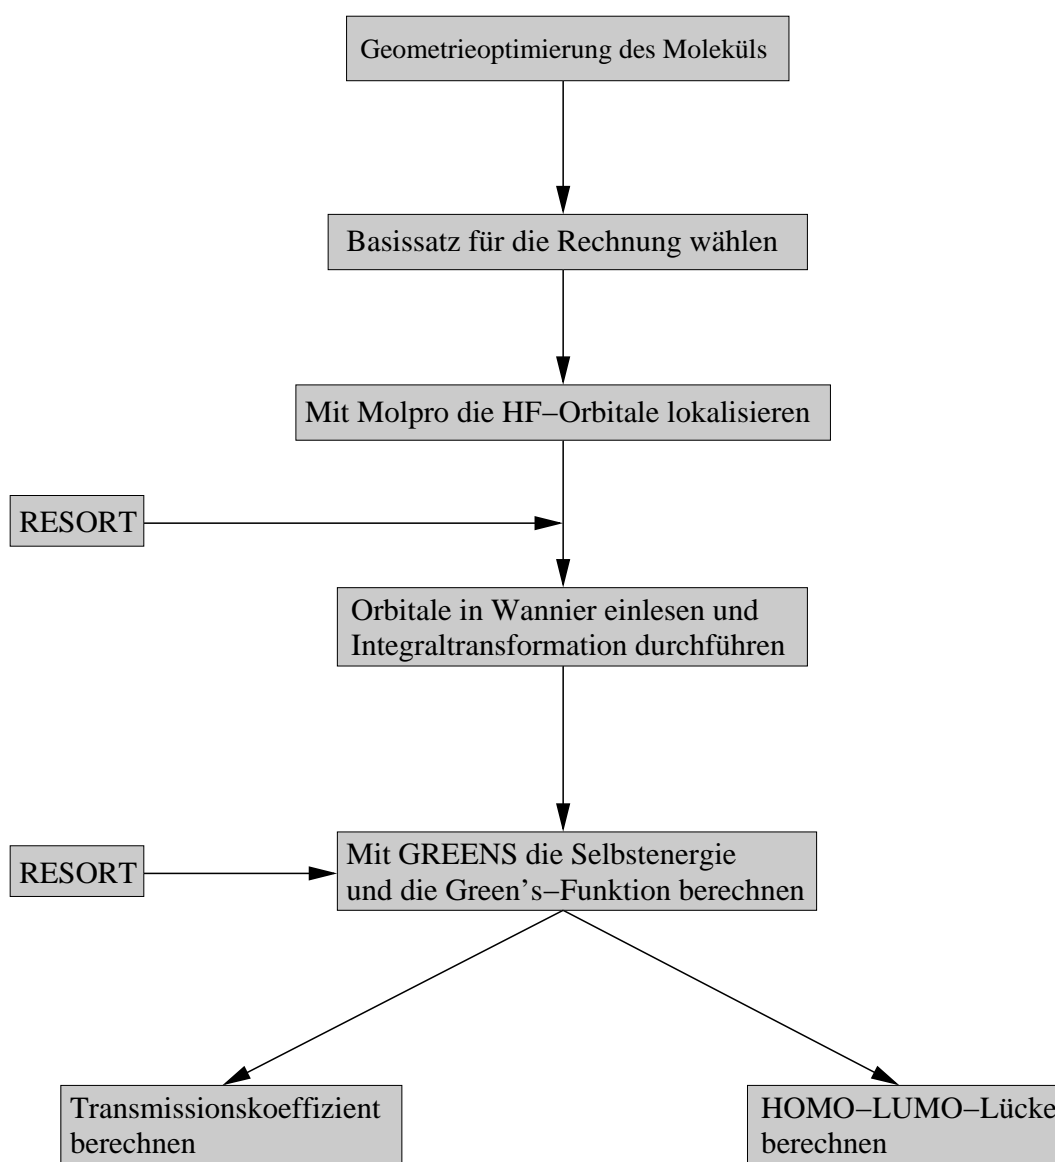 Geometrieoptimierung des Moleküls
Basissatz für die Rechnung wählen
Mit Molpro die HF−Orbitale lokalisieren
RESORT
Orbitale in Wannier einlesen und
Integraltransformation durchführen
RESORT
Mit GREENS die Selbstenergie
und die Green's−Funktion berechnen
Transmissionskoeffizient
berechnen
HOMO−LUMO−Lücke
berechnen